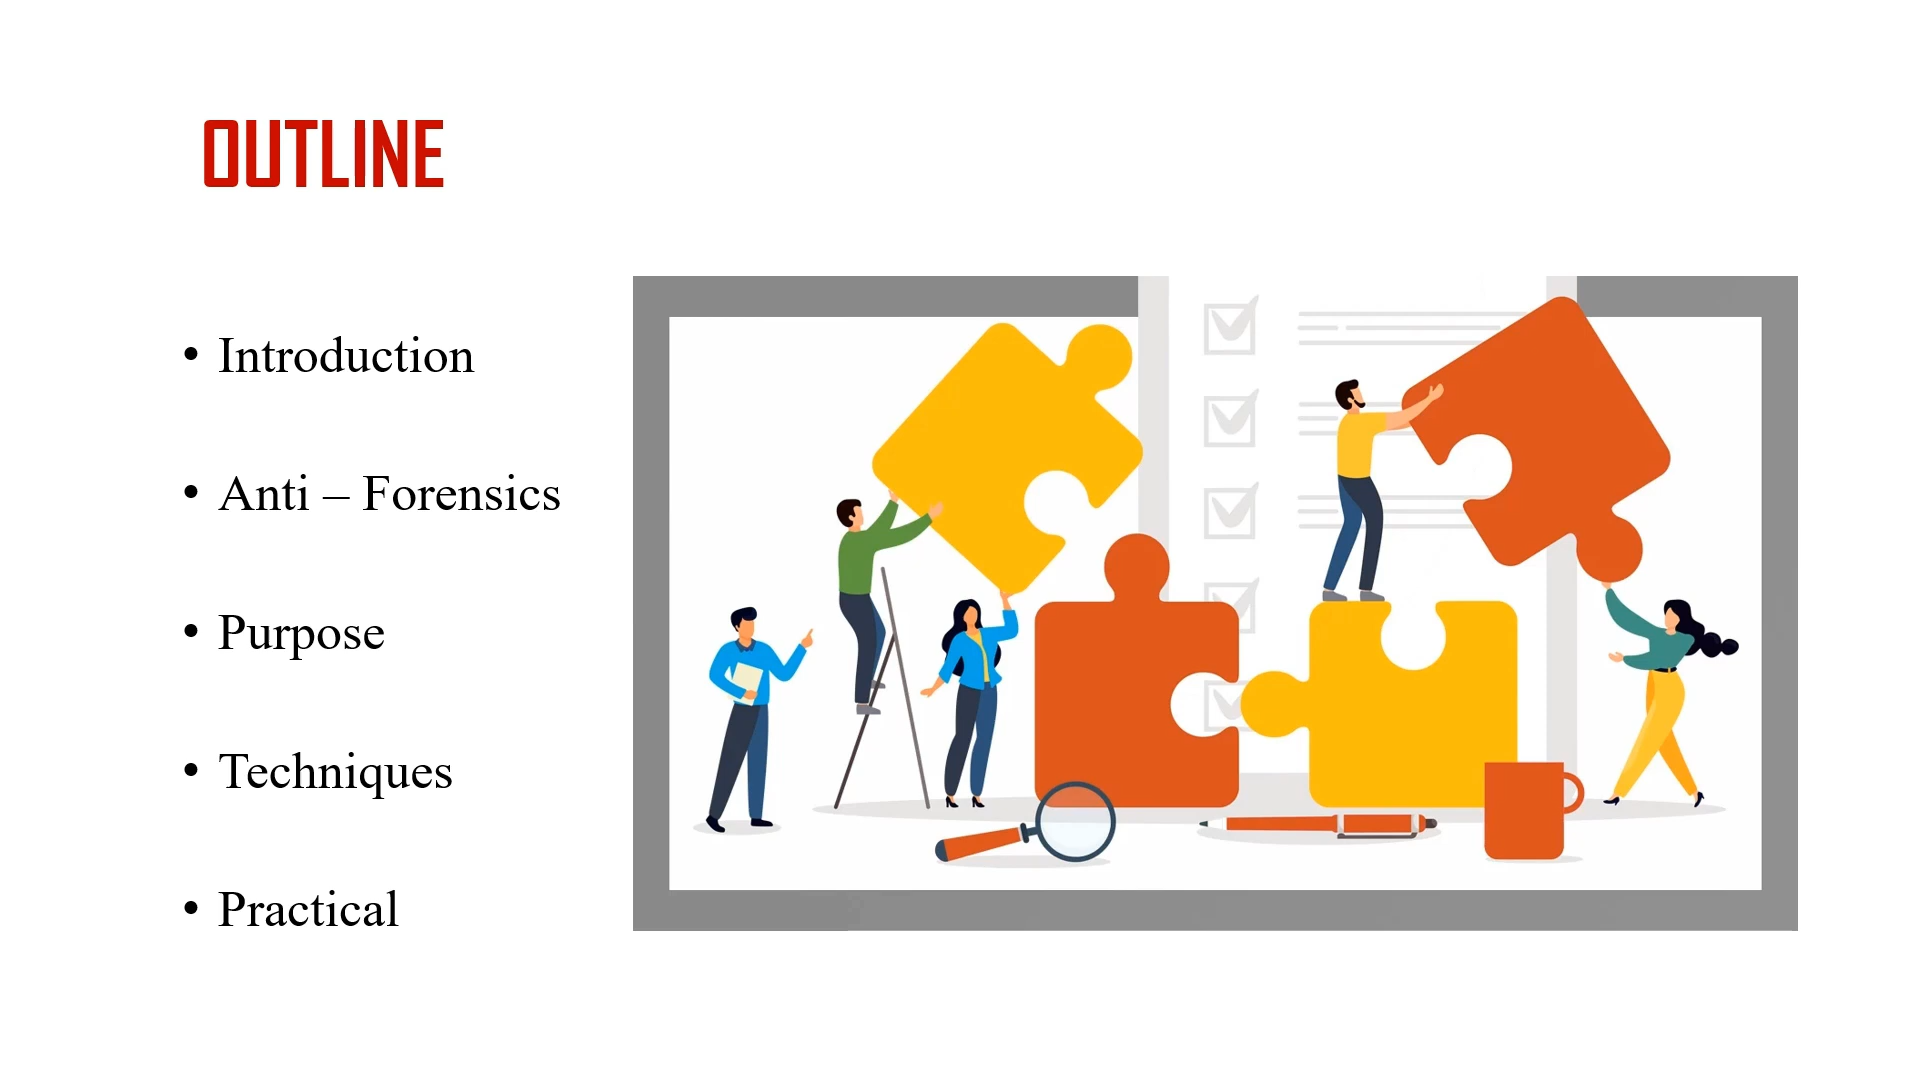 OUTLINE
• Introduction
• Anti – Forensics
• Purpose
• Techniques
• Practical